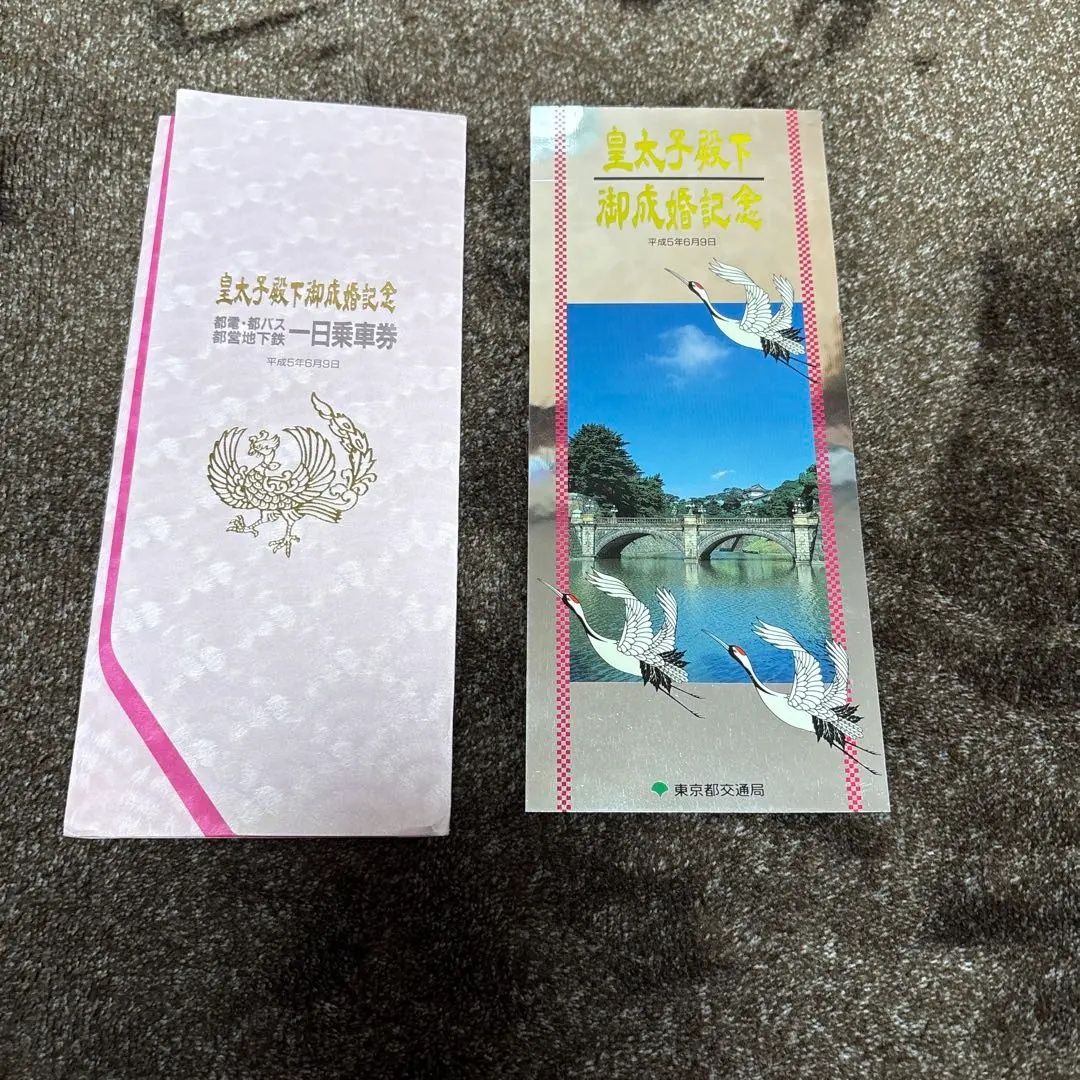 皇太子殿下御成婚記念
都電・都バス
都営地下鉄
一日乗車券
平成5年6月9日
皇太子殿下
御成婚記念
平成5年6月9日
東京都交通局